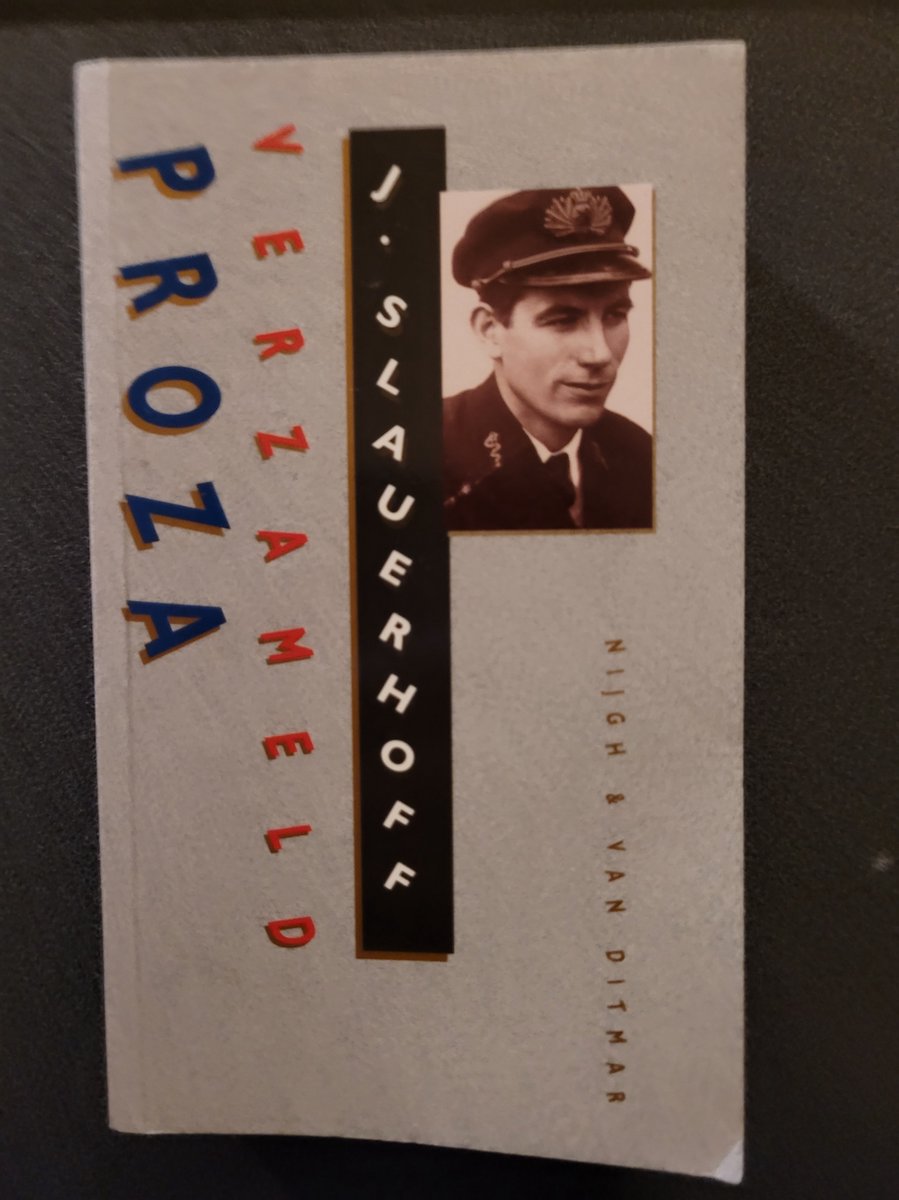 J. SLAUERHOFF
VERZAMELD
PROZA
NIJGH & VAN DITMAR